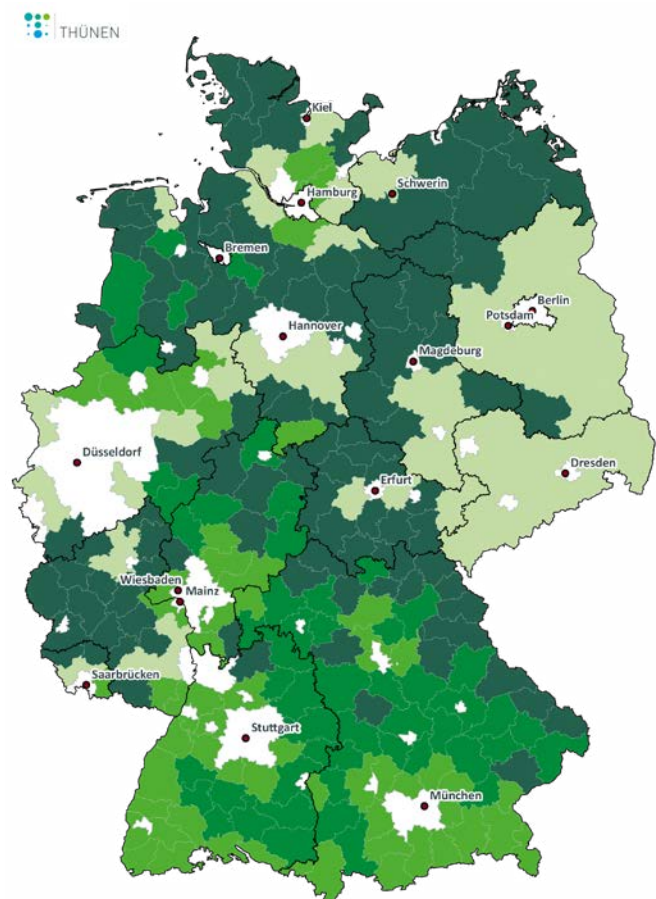 THÜNEN
Kiel
Hamburg
Schwerin
Bremen
Berlin
Potsdam
Hannover
Magdeburg
Düsseldorf
Erfurt
Dresden
Wiesbaden
Mainz
Saarbrücken
Stuttgart
München